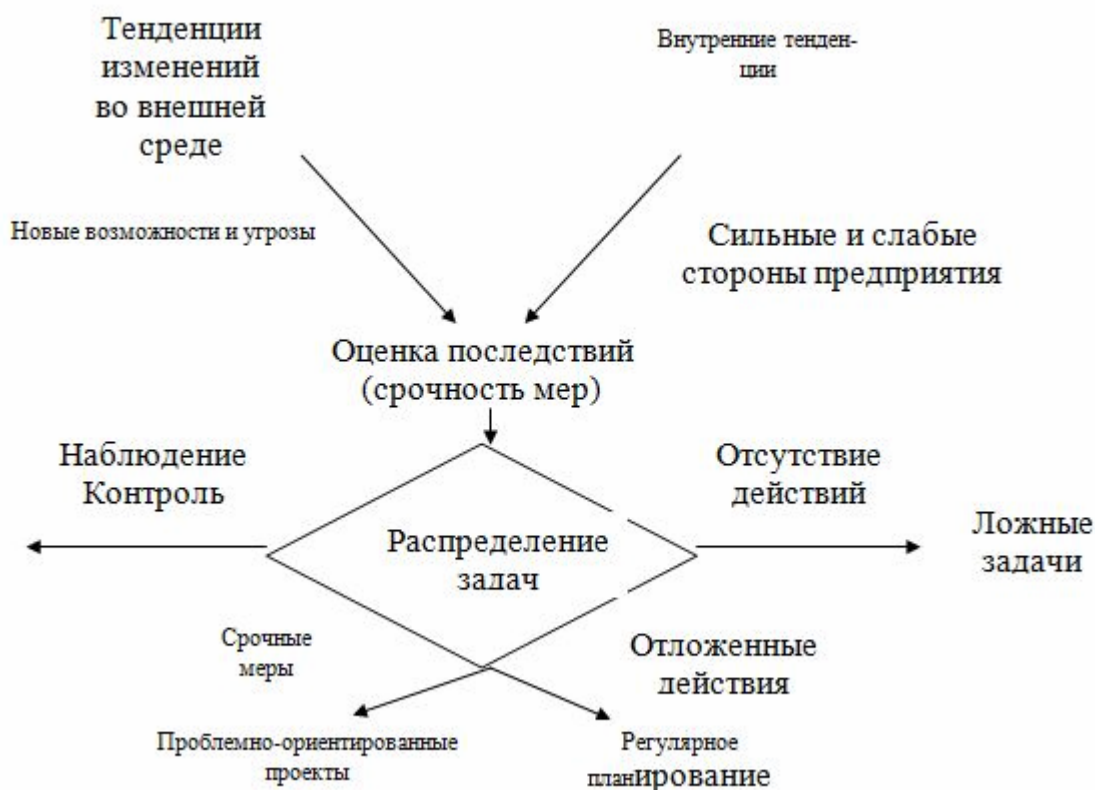 Тенденции
изменений
во внешней
среде
Внутренние тенден-
ции
Новые возможности и угрозы
Сильные и слабые
стороны предприятия
Оценка последствий
(срочность мер)
Наблюдение
Контроль
Отсутствие
действий
Распределение
задач
Ложные
задачи
Срочные
меры
Отложенные
действия
Проблемно-ориентированные
проекты
Регулярное
планирование